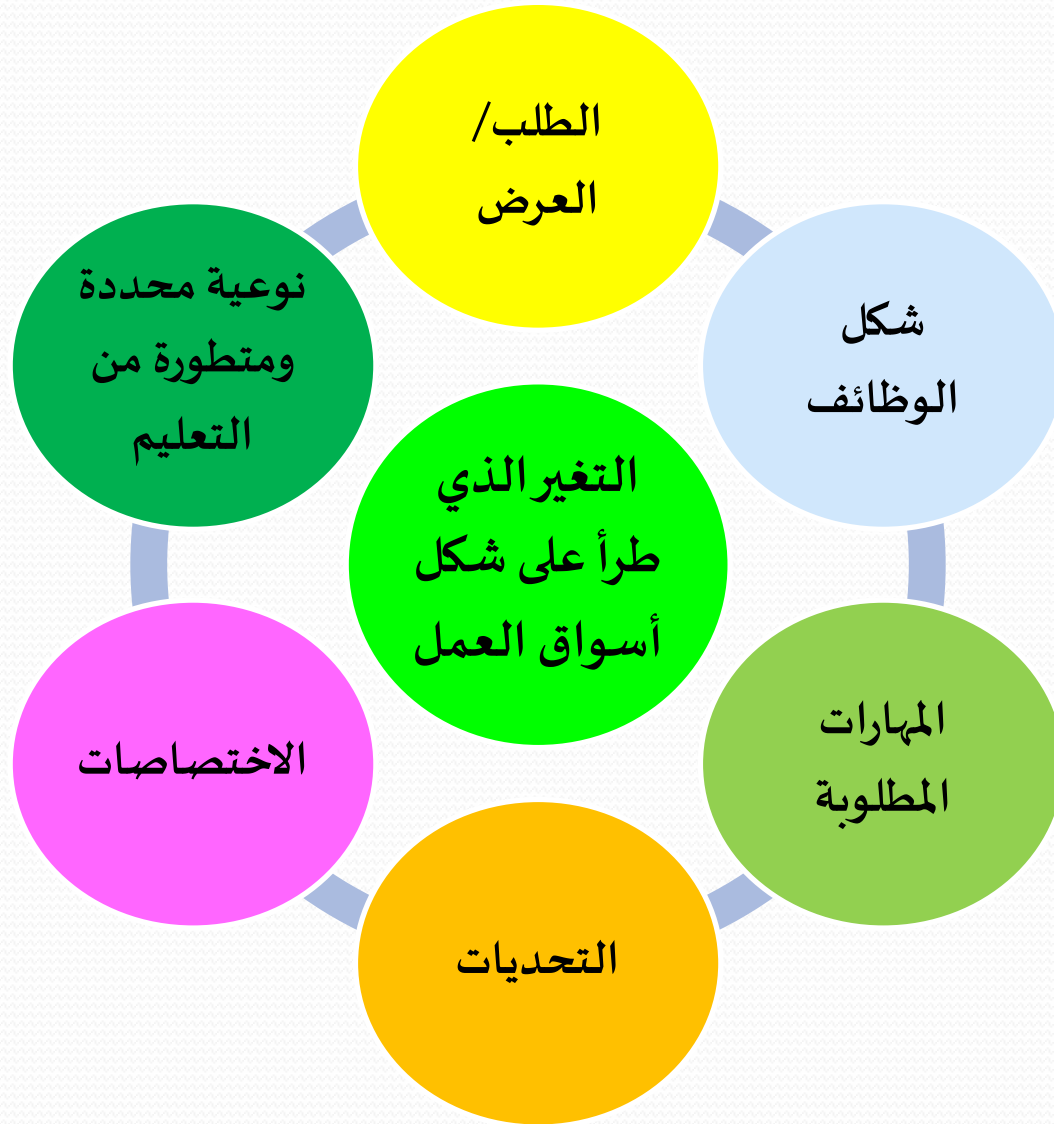 الطلب/
العرض
شكل
الوظائف
المهارات
المطلوبة
التحديات
الاختصاصات
نوعية محددة
ومتطورة من
التعليم
التغير الذي
طرأ على شكل
أسواق العمل